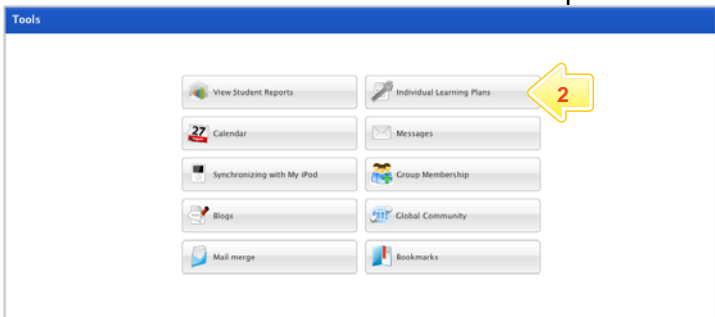 Tools
View Student Reports
Individual Learning Plans
2
27
Calendar
Messages
Synchronizing with My iPod
Group Membership
Blogs
Global Community
Mail merge
Bookmarks